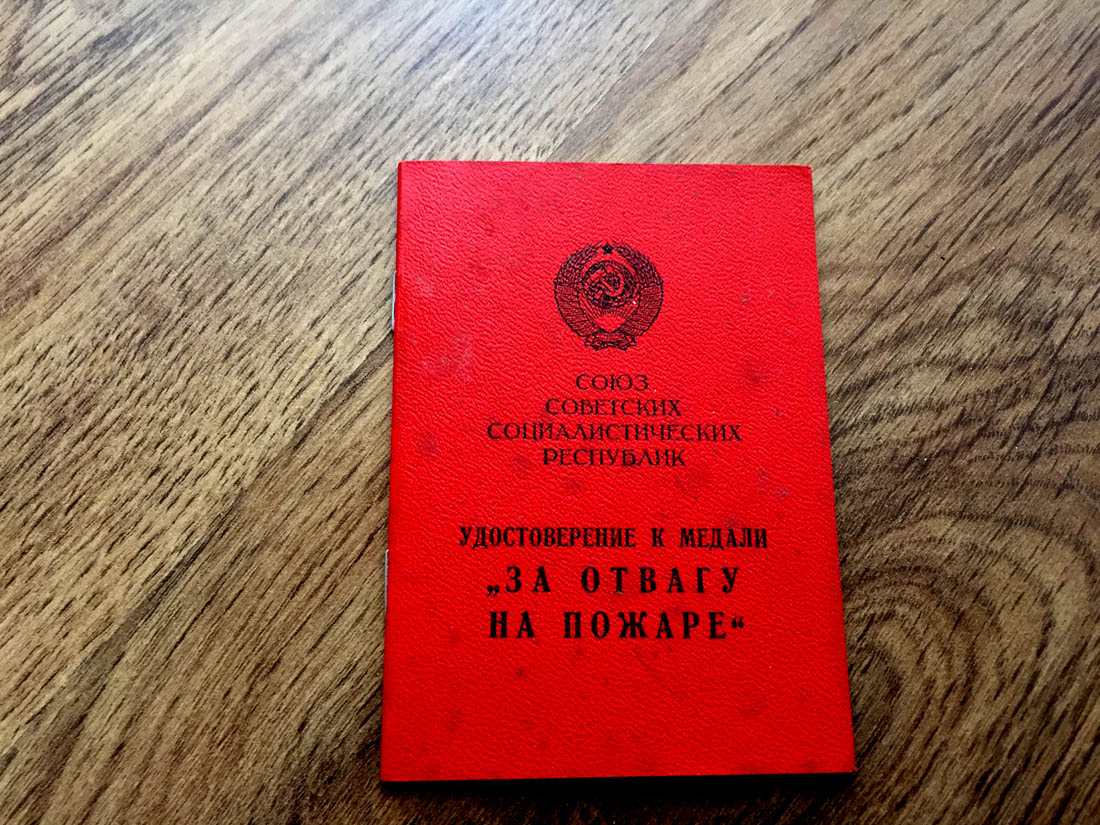 СОЮЗ
СОВЕТСКИХ
СОЦИАЛИСТИЧЕСКИХ
РЕСПУБЛИК
УДОСТОВЕРЕНИЕ К МЕДАЛИ
„ЗА ОТВАГУ
НА ПОЖАРЕ“